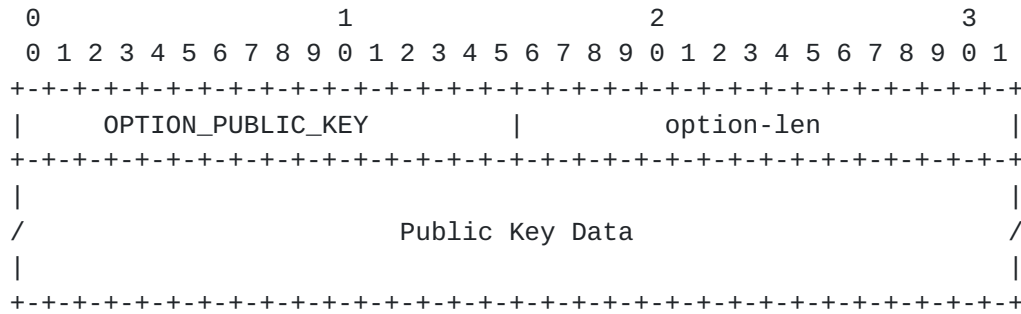 0                   1                   2                   3
 0 1 2 3 4 5 6 7 8 9 0 1 2 3 4 5 6 7 8 9 0 1 2 3 4 5 6 7 8 9 0 1
+-+-+-+-+-+-+-+-+-+-+-+-+-+-+-+-+-+-+-+-+-+-+-+-+-+-+-+-+-+-+-+-+
|     OPTION_PUBLIC_KEY         |         option-len            |
+-+-+-+-+-+-+-+-+-+-+-+-+-+-+-+-+-+-+-+-+-+-+-+-+-+-+-+-+-+-+-+-+
|                                                               |
/                        Public Key Data                        /
|                                                               |
+-+-+-+-+-+-+-+-+-+-+-+-+-+-+-+-+-+-+-+-+-+-+-+-+-+-+-+-+-+-+-+-+